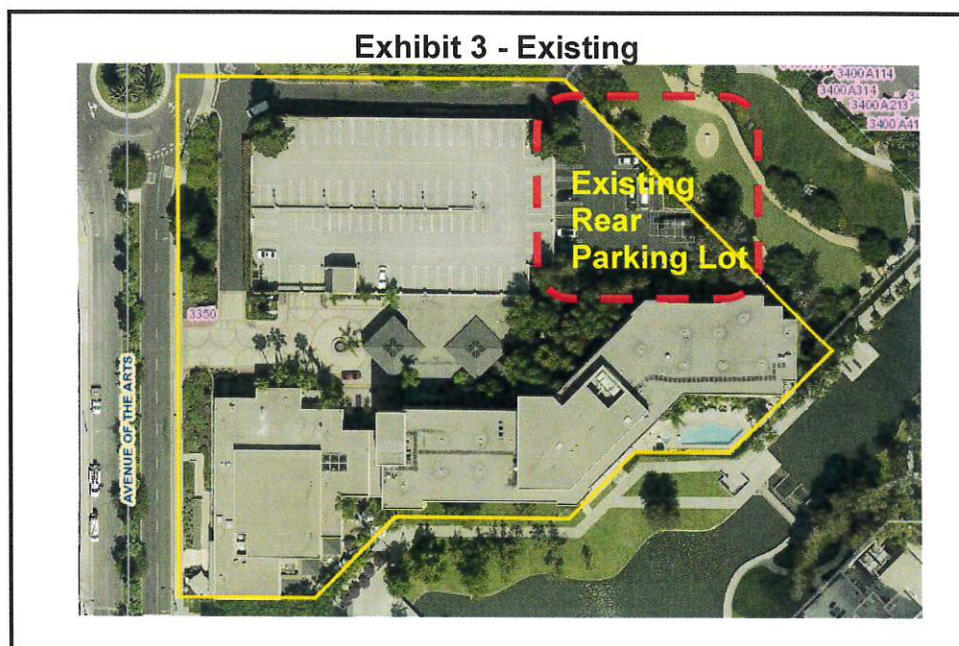 Exhibit 3 - Existing
3400 A114
3400 A314
3400 A213
3400 A41
Existing
Rear
Parking Lot
3350
AVENUE OF THE ARTS